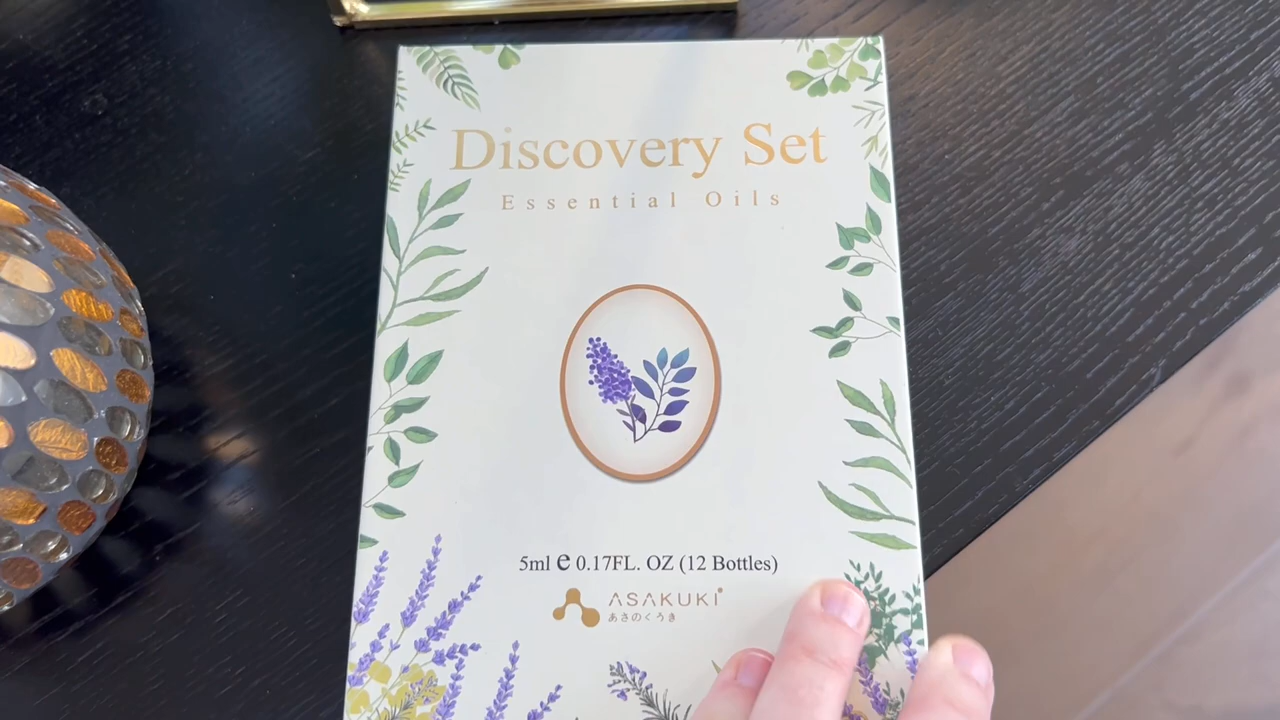 Discovery Set
Essential Oils
5ml e 0.17FL. OZ (12 Bottles)
ASAKUKI®
あさのくうき